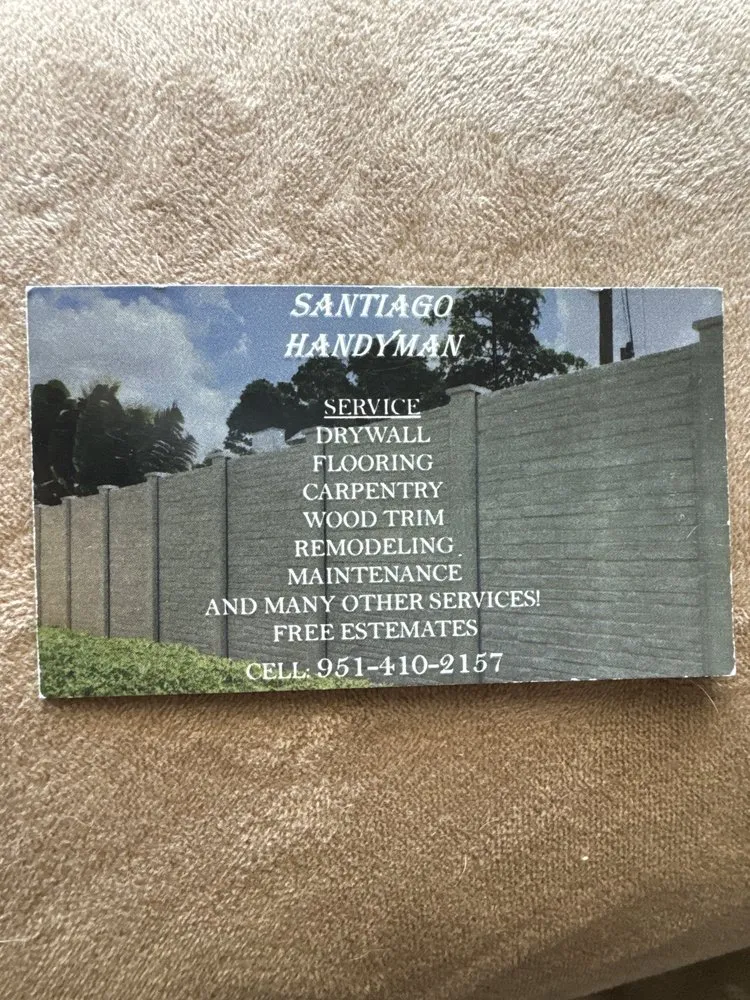 SANTIAGO
HANDYMAN
SERVICE
DRYWALL
FLOORING
CARPENTRY
WOOD TRIM
REMODELING
MAINTENANCE
AND MANY OTHER SERVICES!
FREE ESTEMATES
CELL: 951-410-2157